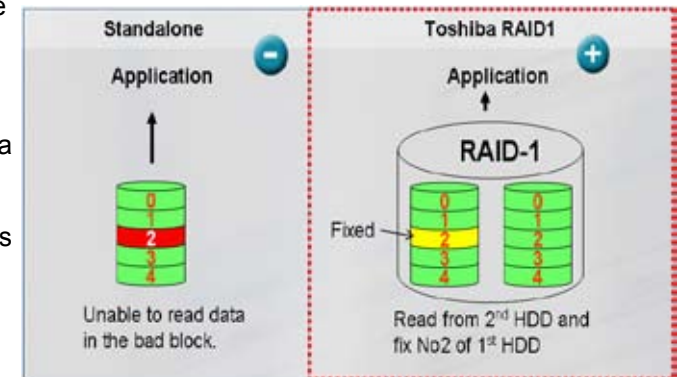 e
a
s
Standalone
-
Application
0
1
2
3
4
Unable to read data
in the bad block.
Toshiba RAID1
+
Application
RAID-1
Fixed
0
1
2
3
4
0
1
2
3
4
Read from 2nd HDD and
fix No2 of 1st HDD